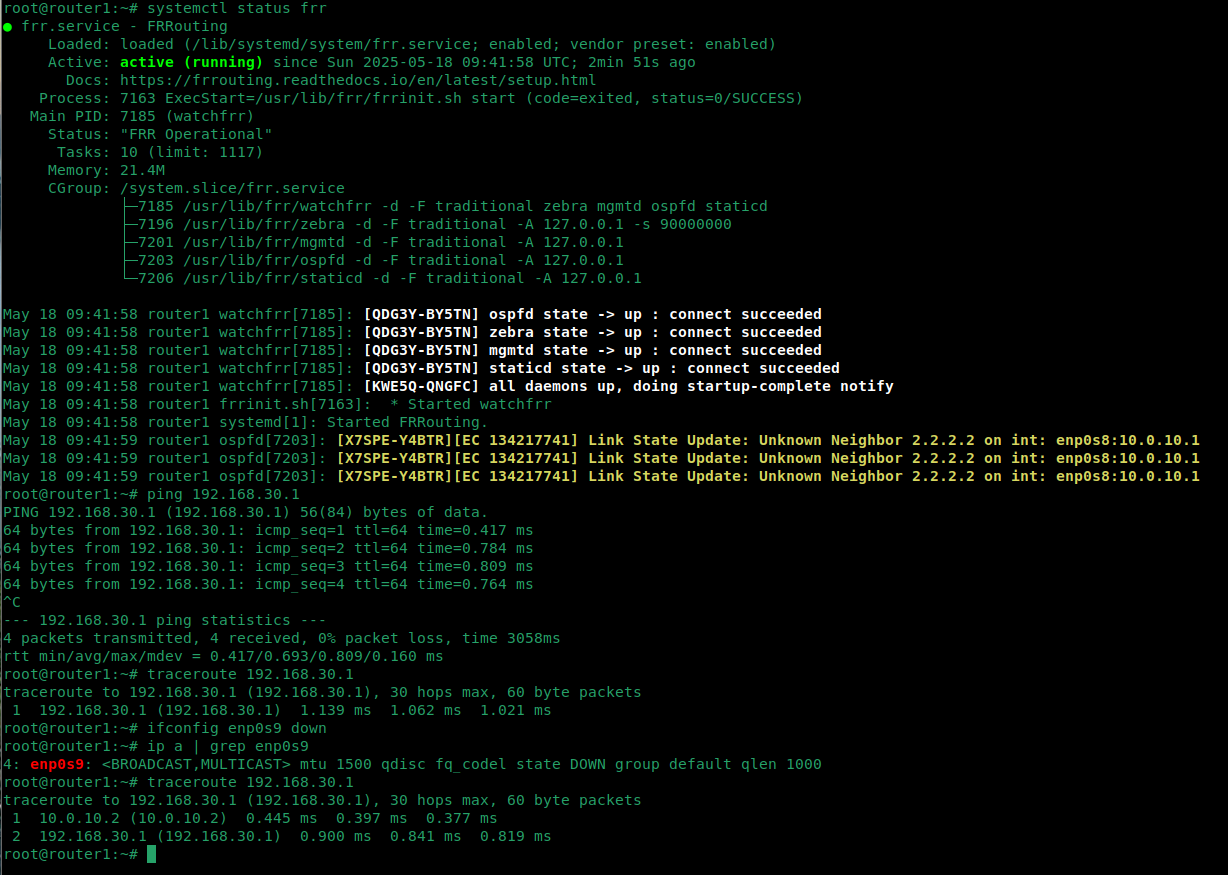 root@router1:~# systemctl status frr
● frr.service - FRRouting
     Loaded: loaded (/lib/systemd/system/frr.service; enabled; vendor preset: enabled)
     Active: active (running) since Sun 2025-05-18 09:41:58 UTC; 2min 51s ago
       Docs: https://frrouting.readthedocs.io/en/latest/setup.html
    Process: 7163 ExecStart=/usr/lib/frr/frrinit.sh start (code=exited, status=0/SUCCESS)
   Main PID: 7185 (watchfrr)
     Status: "FRR Operational"
      Tasks: 10 (limit: 1117)
     Memory: 21.4M
     CGroup: /system.slice/frr.service
             ├─7185 /usr/lib/frr/watchfrr -d -F traditional zebra mgmtd ospfd staticd
             ├─7196 /usr/lib/frr/zebra -d -F traditional -A 127.0.0.1 -s 90000000
             ├─7201 /usr/lib/frr/mgmtd -d -F traditional -A 127.0.0.1
             ├─7203 /usr/lib/frr/ospfd -d -F traditional -A 127.0.0.1
             └─7206 /usr/lib/frr/staticd -d -F traditional -A 127.0.0.1

May 18 09:41:58 router1 watchfrr[7185]: [QDG3Y-BY5TN] ospfd state -> up : connect succeeded
May 18 09:41:58 router1 watchfrr[7185]: [QDG3Y-BY5TN] zebra state -> up : connect succeeded
May 18 09:41:58 router1 watchfrr[7185]: [QDG3Y-BY5TN] mgmtd state -> up : connect succeeded
May 18 09:41:58 router1 watchfrr[7185]: [QDG3Y-BY5TN] staticd state -> up : connect succeeded
May 18 09:41:58 router1 watchfrr[7185]: [KWE5Q-QNGFC] all daemons up, doing startup-complete notify
May 18 09:41:58 router1 frrinit.sh[7163]:  * Started watchfrr
May 18 09:41:58 router1 systemd[1]: Started FRRouting.
May 18 09:41:59 router1 ospfd[7203]: [X7SPE-Y4BTR][EC 134217741] Link State Update: Unknown Neighbor 2.2.2.2 on int: enp0s8:10.0.10.1
May 18 09:41:59 router1 ospfd[7203]: [X7SPE-Y4BTR][EC 134217741] Link State Update: Unknown Neighbor 2.2.2.2 on int: enp0s8:10.0.10.1
May 18 09:41:59 router1 ospfd[7203]: [X7SPE-Y4BTR][EC 134217741] Link State Update: Unknown Neighbor 2.2.2.2 on int: enp0s8:10.0.10.1
root@router1:~# ping 192.168.30.1
PING 192.168.30.1 (192.168.30.1) 56(84) bytes of data.
64 bytes from 192.168.30.1: icmp_seq=1 ttl=64 time=0.417 ms
64 bytes from 192.168.30.1: icmp_seq=2 ttl=64 time=0.784 ms
64 bytes from 192.168.30.1: icmp_seq=3 ttl=64 time=0.809 ms
64 bytes from 192.168.30.1: icmp_seq=4 ttl=64 time=0.764 ms
^C
--- 192.168.30.1 ping statistics ---
4 packets transmitted, 4 received, 0% packet loss, time 3058ms
rtt min/avg/max/mdev = 0.417/0.693/0.809/0.160 ms
root@router1:~# traceroute 192.168.30.1
traceroute to 192.168.30.1 (192.168.30.1), 30 hops max, 60 byte packets
 1  192.168.30.1 (192.168.30.1)  1.139 ms  1.062 ms  1.021 ms
root@router1:~# ifconfig enp0s9 down
root@router1:~# ip a | grep enp0s9
4: enp0s9: <BROADCAST,MULTICAST> mtu 1500 qdisc fq_codel state DOWN group default qlen 1000
root@router1:~# traceroute 192.168.30.1
traceroute to 192.168.30.1 (192.168.30.1), 30 hops max, 60 byte packets
 1  10.0.10.2 (10.0.10.2)  0.445 ms  0.397 ms  0.377 ms
 2  192.168.30.1 (192.168.30.1)  0.900 ms  0.841 ms  0.819 ms
root@router1:~#